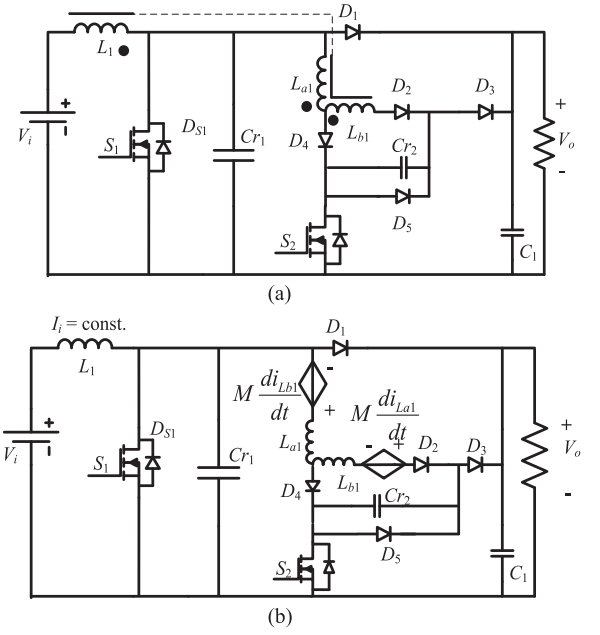 D1
L1
La1
D2
D3
+
Vi
S1
DS1
Cr1
D4
Lb1
Cr2
+
Vo
-
D5
S2
C1
(a)
Ii = const.
L1
D1
-
M diLb1/dt
+
M diLa1/dt
- +
La1
D2
D3
+
Vi
DS1
S1
Cr1
Lb1
D4
Cr2
+
Vo
-
D5
S2
C1
(b)